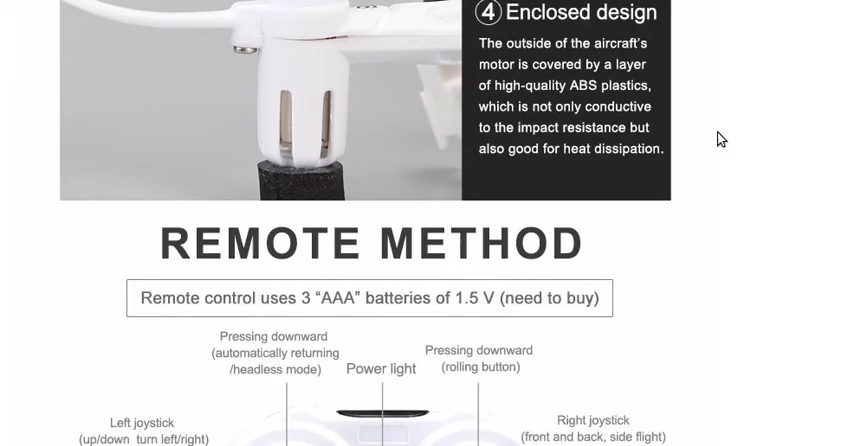 ④ Enclosed design
The outside of the aircraft's
motor is covered by a layer
of high-quality ABS plastics,
which is not only conductive
to the impact resistance but
also good for heat dissipation.
REMOTE METHOD
Remote control uses 3 “AAA” batteries of 1.5 V (need to buy)
Pressing downward
(automatically returning
/headless mode)
Power light
Pressing downward
(rolling button)
Left joystick
(up/down turn left/right)
Right joystick
(front and back, side flight)